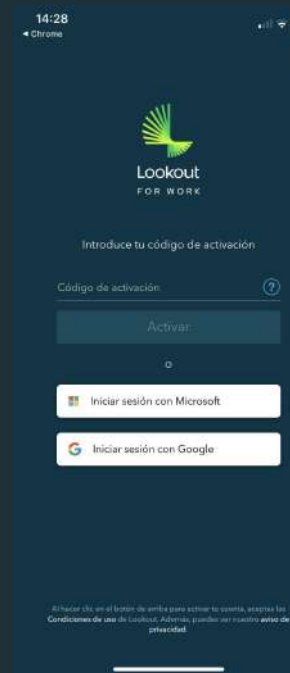 14:28
◀ Chrome
Lookout
FOR WORK
Introduce tu código de activación
Código de activación
?
Activar
o
Iniciar sesión con Microsoft
G Iniciar sesión con Google
Al hacer clic en el botón de arriba para activar tu cuenta, aceptas las
Condiciones de uso de Lookout. Además, puedes ver nuestro aviso de
privacidad.